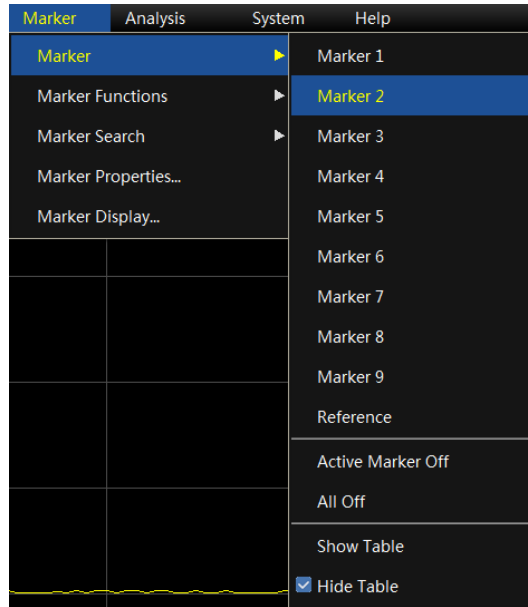 Marker Analysis System Help
Marker
Marker Functions
Marker Search
Marker Properties...
Marker Display...
Marker 1
Marker 2
Marker 3
Marker 4
Marker 5
Marker 6
Marker 7
Marker 8
Marker 9
Reference
Active Marker Off
All Off
Show Table
Hide Table